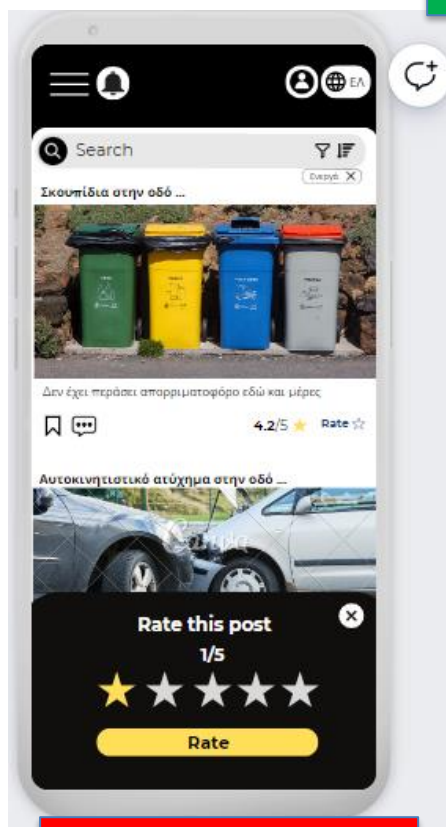 ΕΛ
Search
Ενεργά X
Σκουπίδια στην οδό ...
Δεν έχει περάσει απορριματοφόρο εδώ και μέρες
4.2/5 Rate
Αυτοκινητιστικό ατύχημα στην οδό ...
Rate this post
1/5
Rate